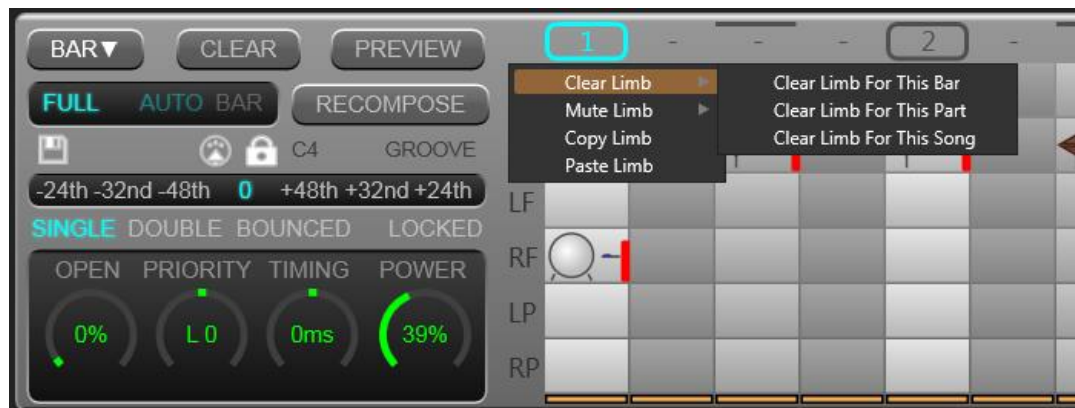 BAR▼ CLEAR PREVIEW
FULL AUTO BAR RECOMPOSE
C4 GROOVE
-24th -32nd -48th 0 +48th +32nd +24th
SINGLE DOUBLE BOUNCED LOCKED
OPEN PRIORITY TIMING POWER
0% L 0 0ms 39%
1 - - - 2 -
Clear Limb
Mute Limb
Copy Limb
Paste Limb
Clear Limb For This Bar
Clear Limb For This Part
Clear Limb For This Song
LF
RF
LP
RP